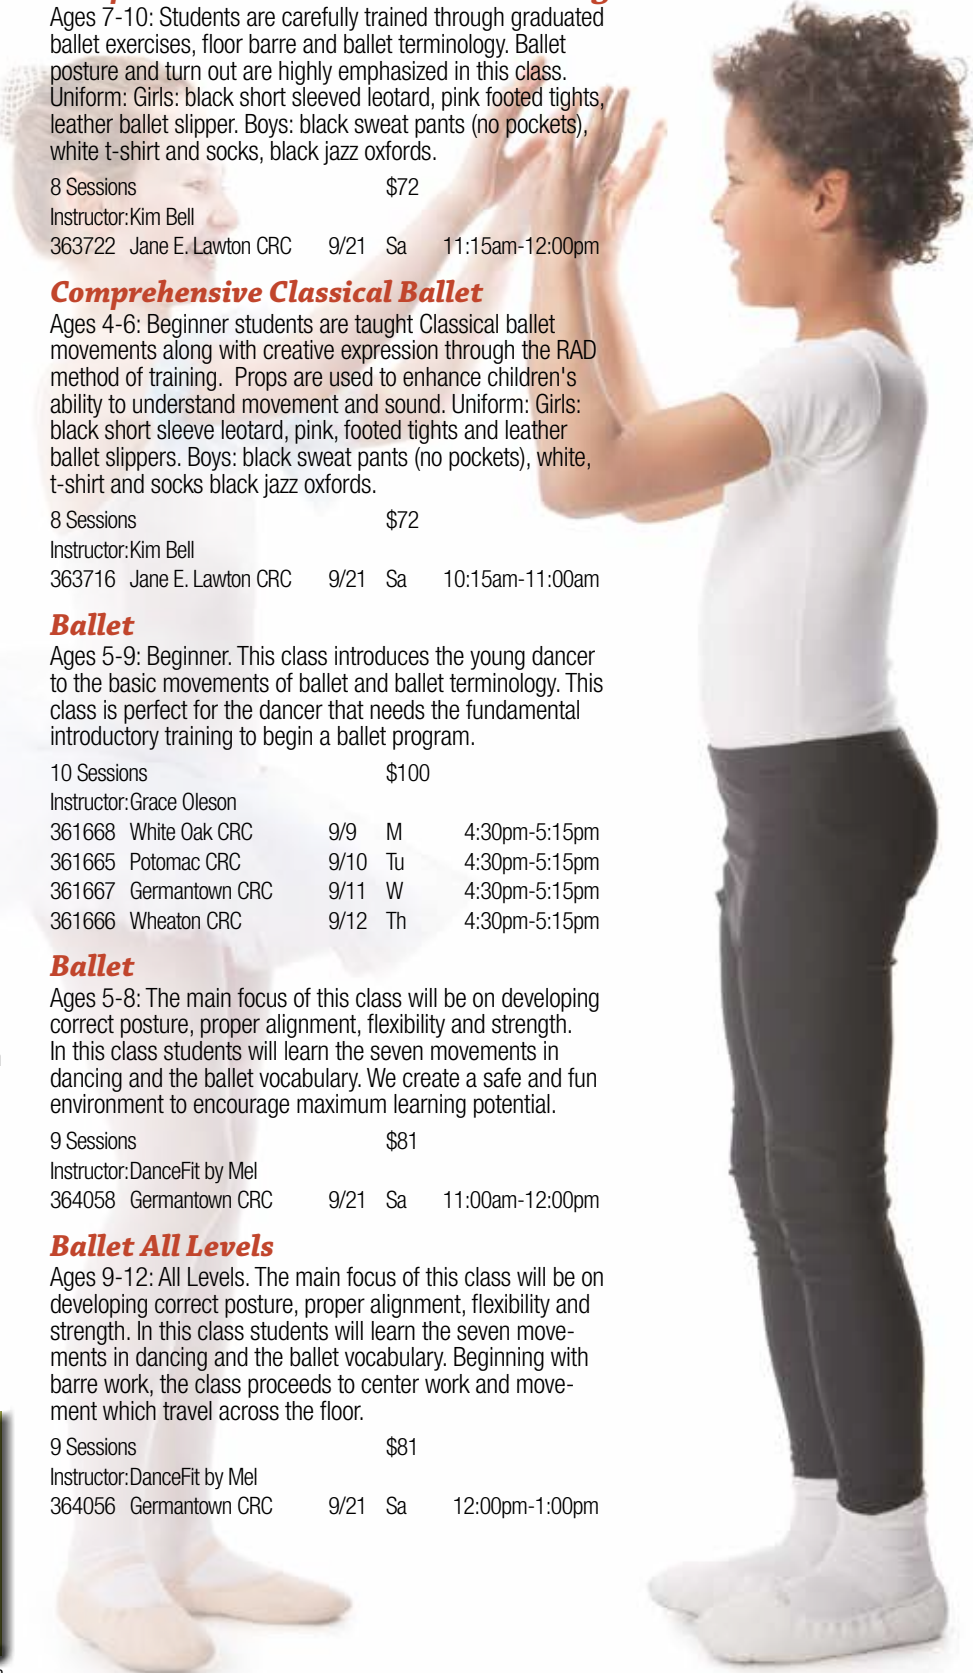 Ages 7-10: Students are carefully trained through graduated
ballet exercises, floor barre and ballet terminology. Ballet
posture and turn out are highly emphasized in this class.
Uniform: Girls: black short sleeved leotard, pink footed tights,
leather ballet slipper. Boys: black sweat pants (no pockets),
white t-shirt and socks, black jazz oxfords.
8 Sessions $72
Instructor:Kim Bell
363722 Jane E. Lawton CRC 9/21 Sa 11:15am-12:00pm
Comprehensive Classical Ballet
Ages 4-6: Beginner students are taught Classical ballet
movements along with creative expression through the RAD
method of training. Props are used to enhance children's
ability to understand movement and sound. Uniform: Girls:
black short sleeve leotard, pink, footed tights and leather
ballet slippers. Boys: black sweat pants (no pockets), white,
t-shirt and socks black jazz oxfords.
8 Sessions $72
Instructor:Kim Bell
363716 Jane E. Lawton CRC 9/21 Sa 10:15am-11:00am
Ballet
Ages 5-9: Beginner. This class introduces the young dancer
to the basic movements of ballet and ballet terminology. This
class is perfect for the dancer that needs the fundamental
introductory training to begin a ballet program.
10 Sessions $100
Instructor:Grace Oleson
361668 White Oak CRC 9/9 M 4:30pm-5:15pm
361665 Potomac CRC 9/10 Tu 4:30pm-5:15pm
361667 Germantown CRC 9/11 W 4:30pm-5:15pm
361666 Wheaton CRC 9/12 Th 4:30pm-5:15pm
Ballet
Ages 5-8: The main focus of this class will be on developing
correct posture, proper alignment, flexibility and strength.
In this class students will learn the seven movements in
dancing and the ballet vocabulary. We create a safe and fun
environment to encourage maximum learning potential.
9 Sessions $81
Instructor:DanceFit by Mel
364058 Germantown CRC 9/21 Sa 11:00am-12:00pm
Ballet All Levels
Ages 9-12: All Levels. The main focus of this class will be on
developing correct posture, proper alignment, flexibility and
strength. In this class students will learn the seven move-
ments in dancing and the ballet vocabulary. Beginning with
barre work, the class proceeds to center work and move-
ment which travel across the floor.
9 Sessions $81
Instructor:DanceFit by Mel
364056 Germantown CRC 9/21 Sa 12:00pm-1:00pm